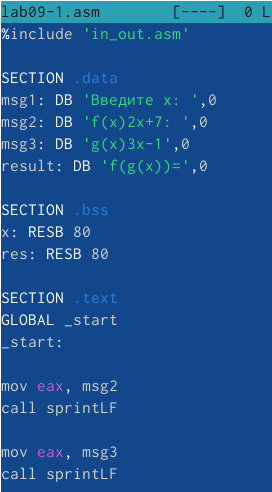 lab09-1.asm [----] 0 L
%include 'in_out.asm'
SECTION .data
msg1: DB 'Введите x: ',0
msg2: DB 'f(x)2x+7: ',0
msg3: DB 'g(x)3x-1',0
result: DB 'f(g(x))=',0
SECTION .bss
x: RESB 80
res: RESB 80
SECTION .text
GLOBAL _start
_start:
mov eax, msg2
call sprintLF
mov eax, msg3
call sprintLF